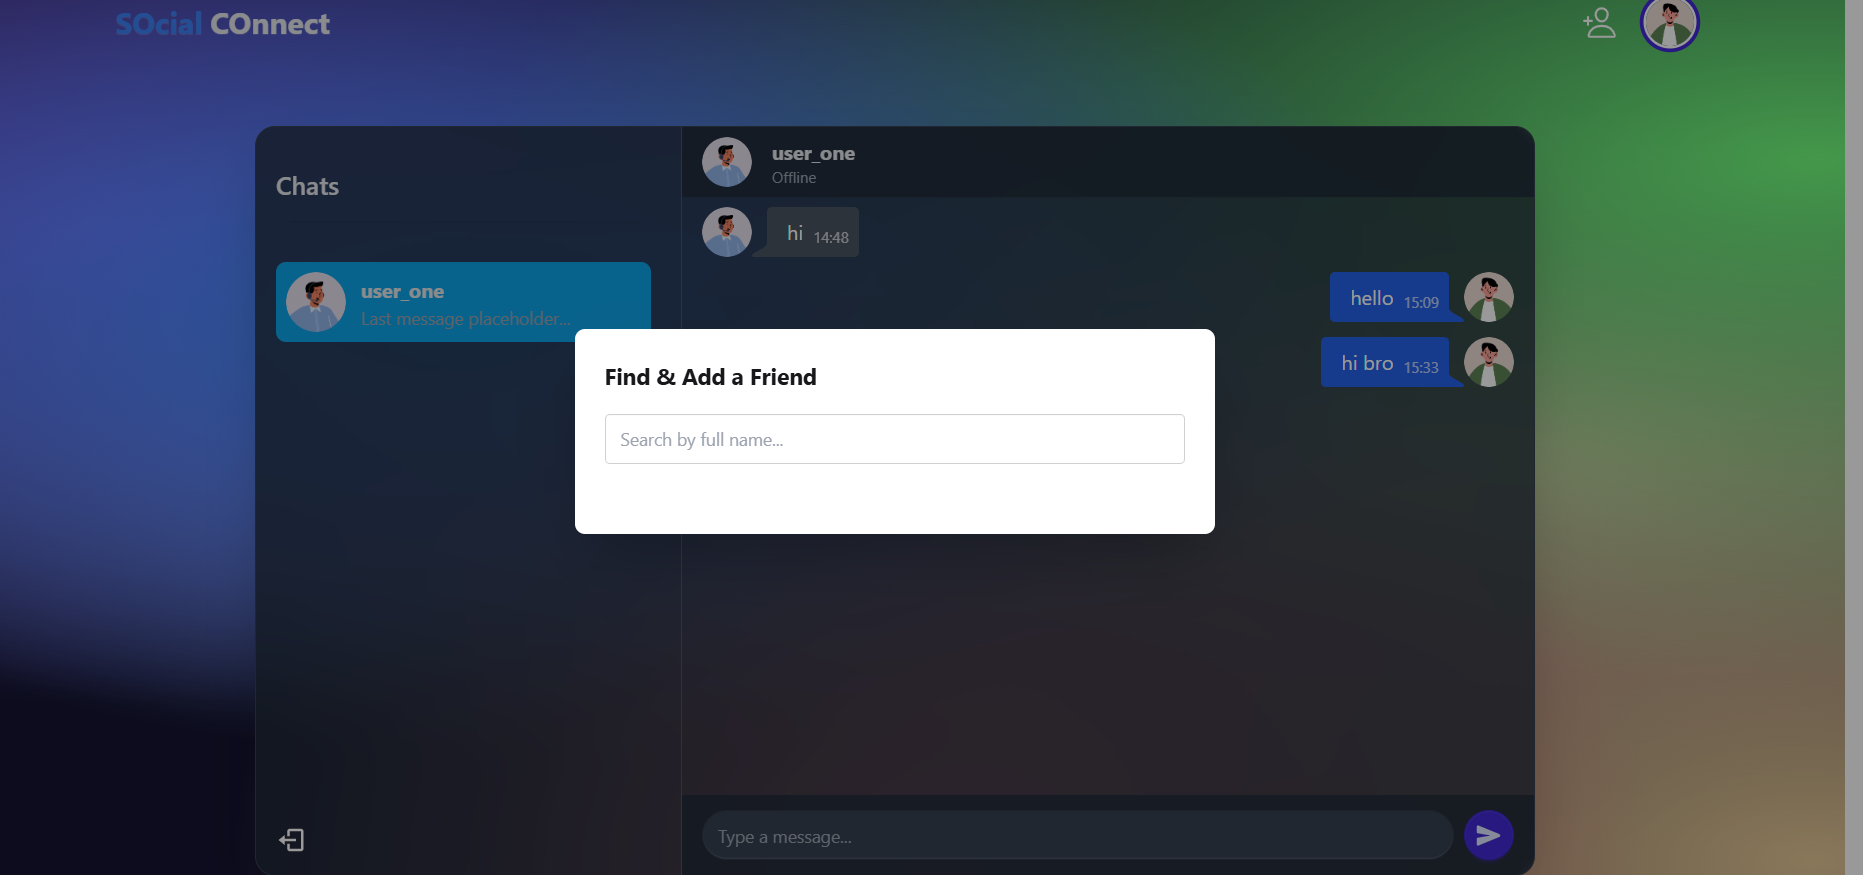 SOcial COnnect
Chats
user_one
Last message placeholder...
user_one
Offline
hi 14:48
hello 15:09
hi bro 15:33
Find & Add a Friend
Search by full name...
Type a message...